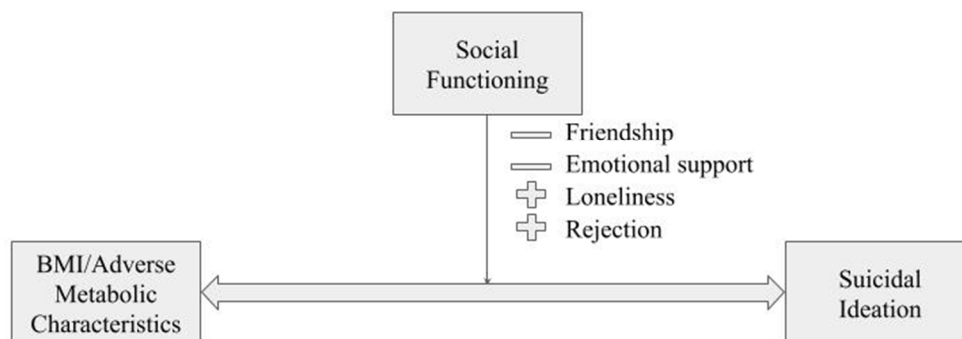 Social
Functioning
Friendship
Emotional support
Loneliness
Rejection
BMI/Adverse
Metabolic
Characteristics
Suicidal
Ideation